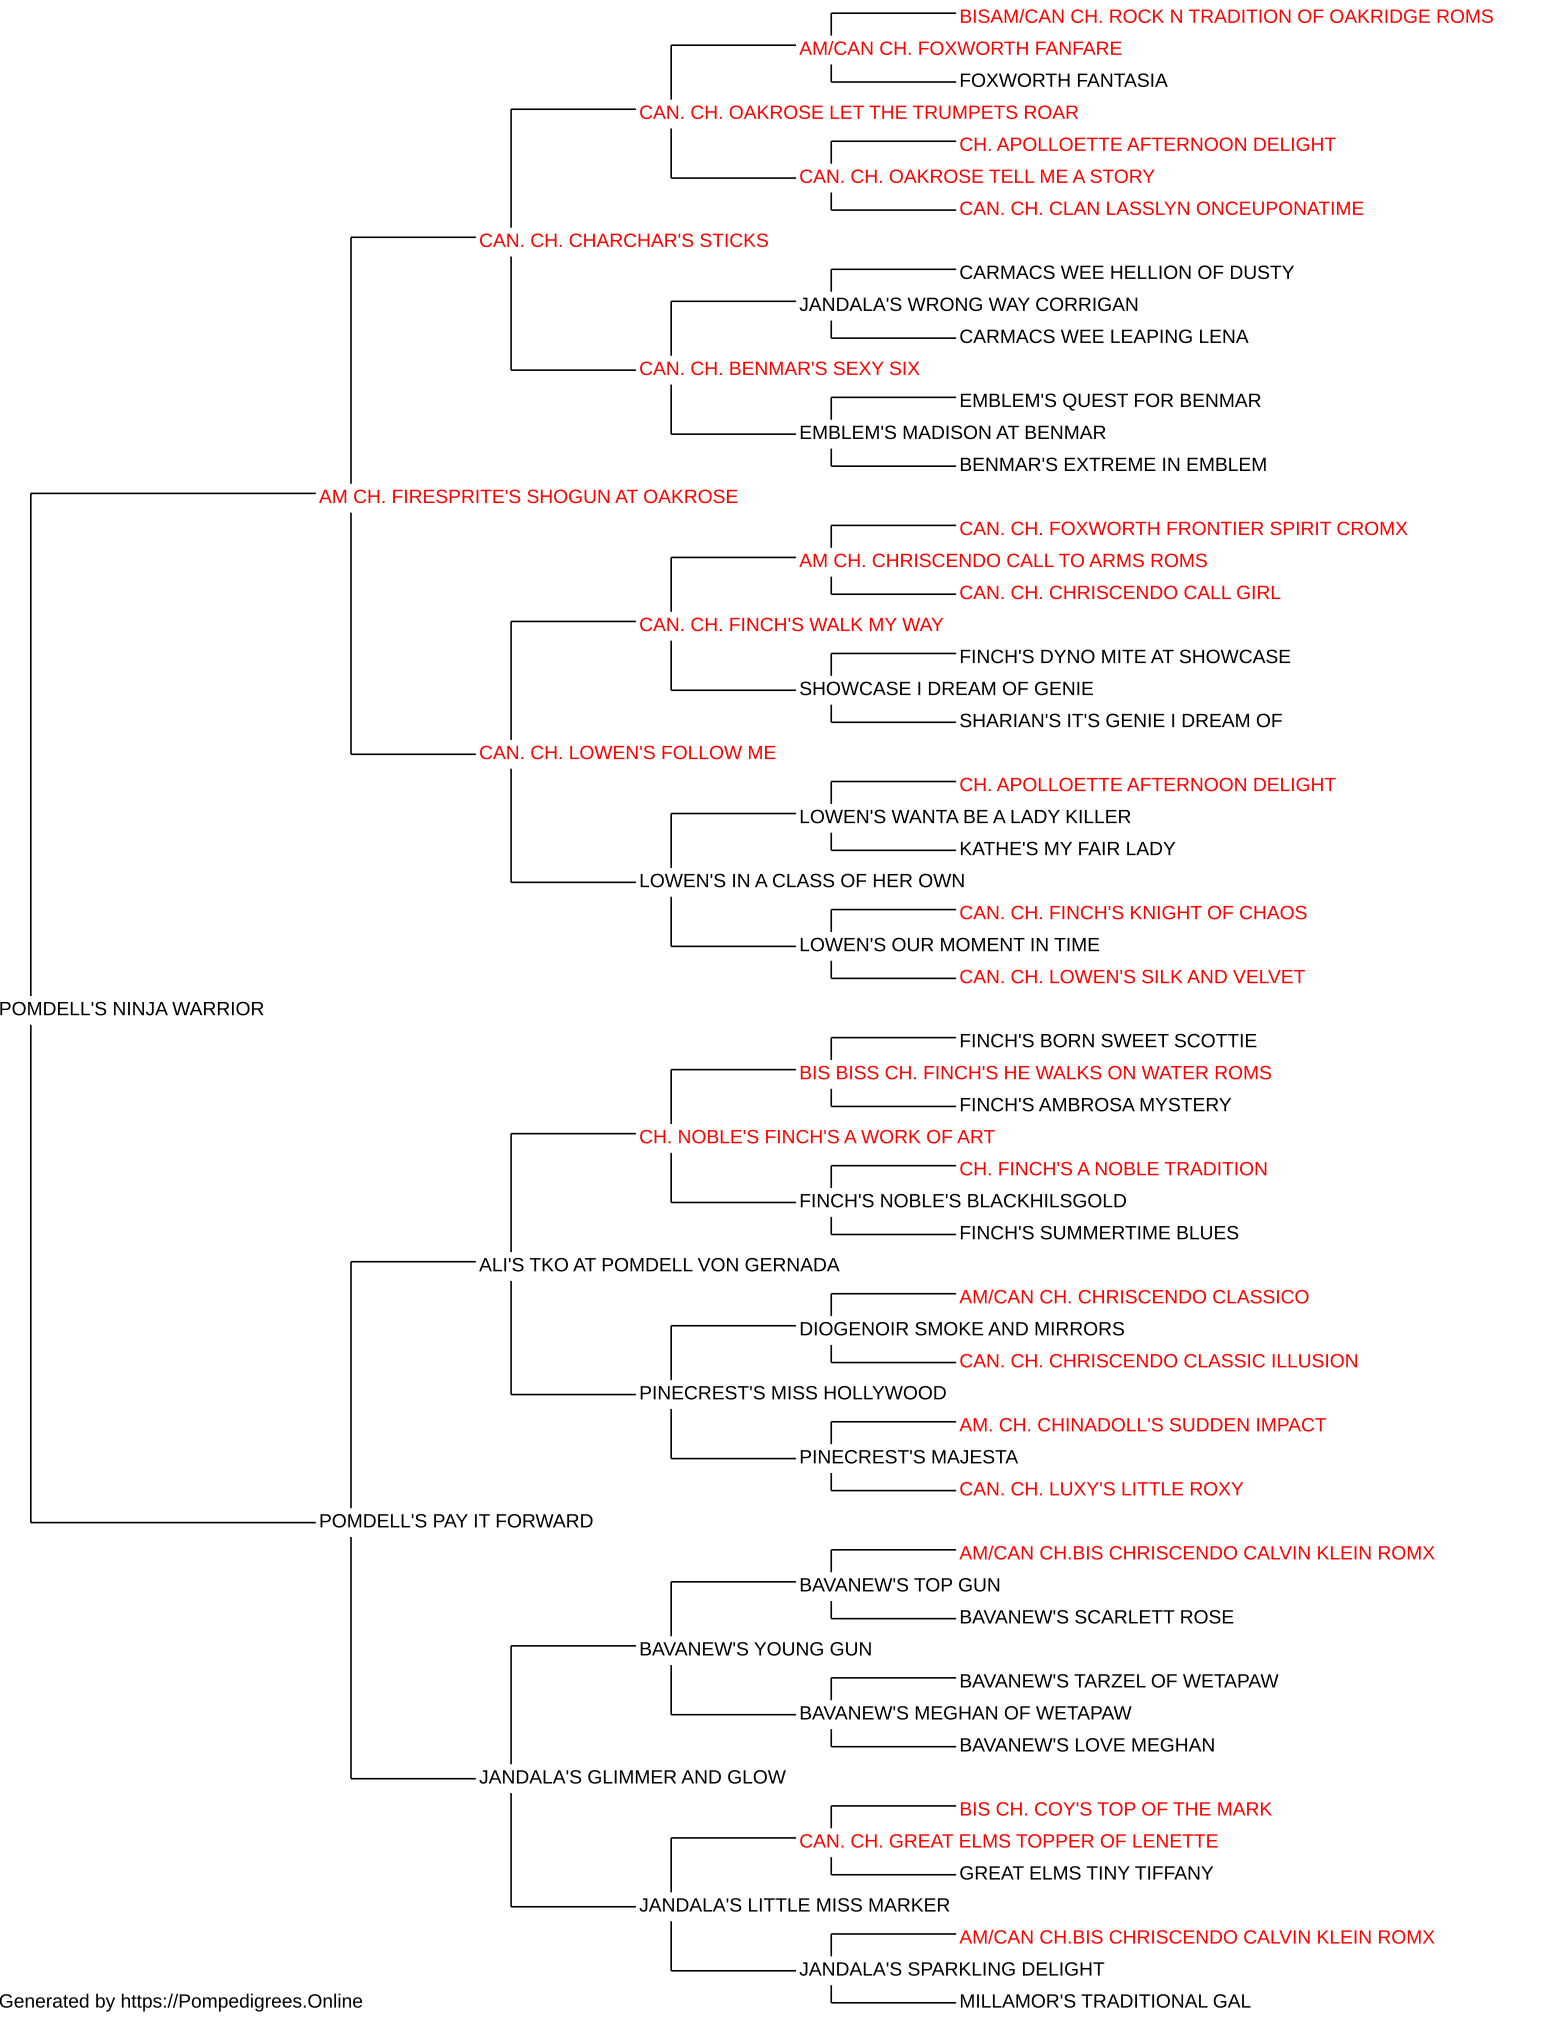 BISAM/CAN CH. ROCK N TRADITION OF OAKRIDGE ROMS
AM/CAN CH. FOXWORTH FANFARE
FOXWORTH FANTASIA
CAN. CH. OAKROSE LET THE TRUMPETS ROAR
CH. APOLLOETTE AFTERNOON DELIGHT
CAN. CH. OAKROSE TELL ME A STORY
CAN. CH. CLAN LASSLYN ONCEUPONATIME
CAN. CH. CHARCHAR'S STICKS
CARMACS WEE HELLION OF DUSTY
JANDALA'S WRONG WAY CORRIGAN
CARMACS WEE LEAPING LENA
CAN. CH. BENMAR'S SEXY SIX
EMBLEM'S QUEST FOR BENMAR
EMBLEM'S MADISON AT BENMAR
BENMAR'S EXTREME IN EMBLEM
AM CH. FIRESPRITE'S SHOGUN AT OAKROSE
CAN. CH. FOXWORTH FRONTIER SPIRIT CROMX
AM CH. CHRISCENDO CALL TO ARMS ROMS
CAN. CH. CHRISCENDO CALL GIRL
CAN. CH. FINCH'S WALK MY WAY
FINCH'S DYNO MITE AT SHOWCASE
SHOWCASE I DREAM OF GENIE
SHARIAN'S IT'S GENIE I DREAM OF
CAN. CH. LOWEN'S FOLLOW ME
CH. APOLLOETTE AFTERNOON DELIGHT
LOWEN'S WANTA BE A LADY KILLER
KATHE'S MY FAIR LADY
LOWEN'S IN A CLASS OF HER OWN
CAN. CH. FINCH'S KNIGHT OF CHAOS
LOWEN'S OUR MOMENT IN TIME
CAN. CH. LOWEN'S SILK AND VELVET
POMDELL'S NINJA WARRIOR
FINCH'S BORN SWEET SCOTTIE
BIS BISS CH. FINCH'S HE WALKS ON WATER ROMS
FINCH'S AMBROSA MYSTERY
CH. NOBLE'S FINCH'S A WORK OF ART
CH. FINCH'S A NOBLE TRADITION
FINCH'S NOBLE'S BLACKHILSGOLD
FINCH'S SUMMERTIME BLUES
ALI'S TKO AT POMDELL VON GERNADA
AM/CAN CH. CHRISCENDO CLASSICO
DIOGENOIR SMOKE AND MIRRORS
CAN. CH. CHRISCENDO CLASSIC ILLUSION
PINECREST'S MISS HOLLYWOOD
AM. CH. CHINADOLL'S SUDDEN IMPACT
PINECREST'S MAJESTA
CAN. CH. LUXY'S LITTLE ROXY
POMDELL'S PAY IT FORWARD
AM/CAN CH.BIS CHRISCENDO CALVIN KLEIN ROMX
BAVANEW'S TOP GUN
BAVANEW'S SCARLETT ROSE
BAVANEW'S YOUNG GUN
BAVANEW'S TARZEL OF WETAPAW
BAVANEW'S MEGHAN OF WETAPAW
BAVANEW'S LOVE MEGHAN
JANDALA'S GLIMMER AND GLOW
BIS CH. COY'S TOP OF THE MARK
CAN. CH. GREAT ELMS TOPPER OF LENETTE
GREAT ELMS TINY TIFFANY
JANDALA'S LITTLE MISS MARKER
AM/CAN CH.BIS CHRISCENDO CALVIN KLEIN ROMX
JANDALA'S SPARKLING DELIGHT
MILLAMOR'S TRADITIONAL GAL
Generated by https://Pompedigrees.Online